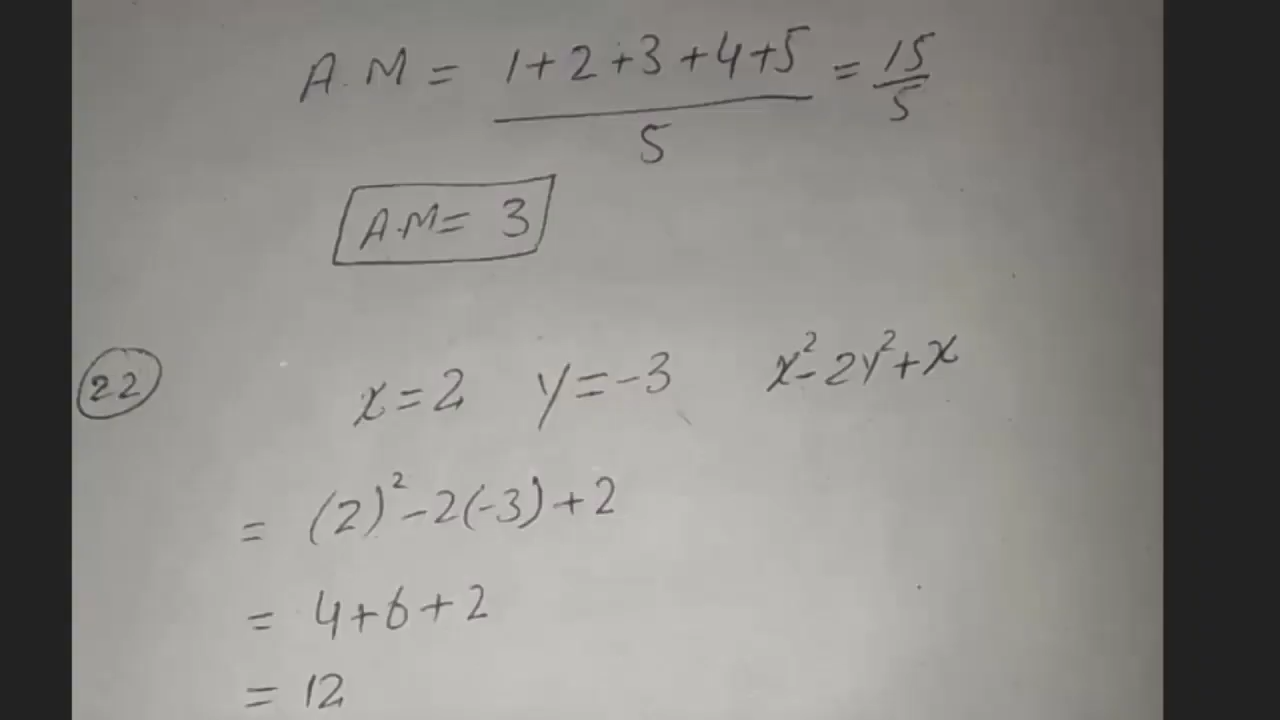 A.M = 1+2+3+4+5 / 5 = 15/5
A.M= 3
22 x=2 y=-3 x²-2y²+x
= (2)²-2(-3)+2
= 4+6+2
= 12